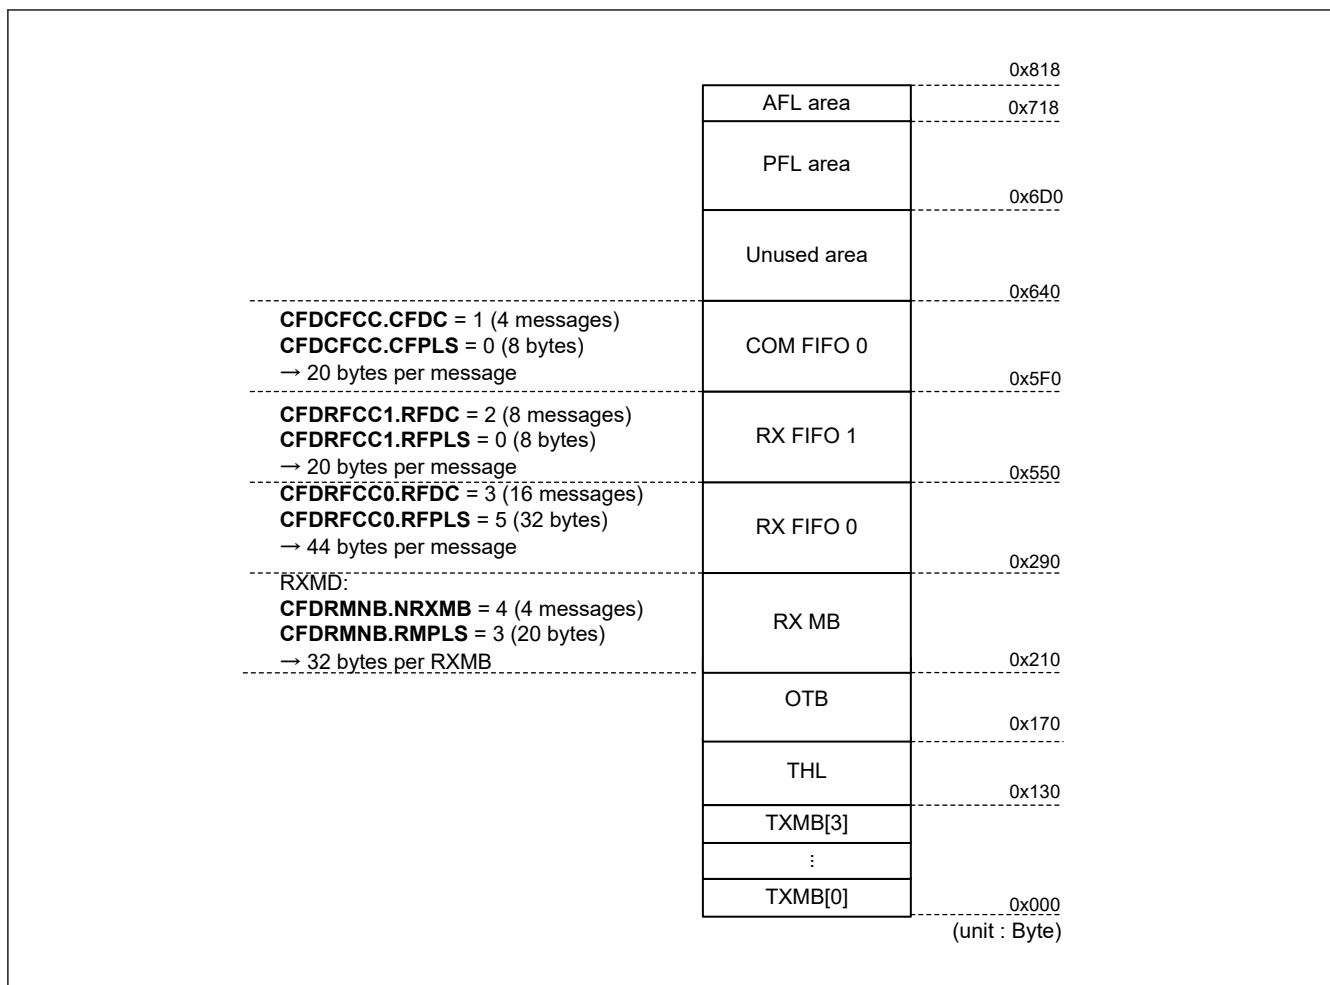 0x818
AFL area
0x718
PFL area
0x6D0
Unused area
0x640
CFDCFCC.CFDC = 1 (4 messages)
CFDCFCC.CFPLS = 0 (8 bytes)
→ 20 bytes per message
COM FIFO 0
0x5F0
CFDRFCC1.RFDC = 2 (8 messages)
CFDRFCC1.RFPLS = 0 (8 bytes)
→ 20 bytes per message
RX FIFO 1
0x550
CFDRFCC0.RFDC = 3 (16 messages)
CFDRFCC0.RFPLS = 5 (32 bytes)
→ 44 bytes per message
RX FIFO 0
0x290
RXMD:
CFDRMNB.NRXMB = 4 (4 messages)
CFDRMNB.RMPLS = 3 (20 bytes)
→ 32 bytes per RXMB
RX MB
0x210
OTB
0x170
THL
0x130
TXMB[3]
⋮
TXMB[0]
0x000
(unit : Byte)